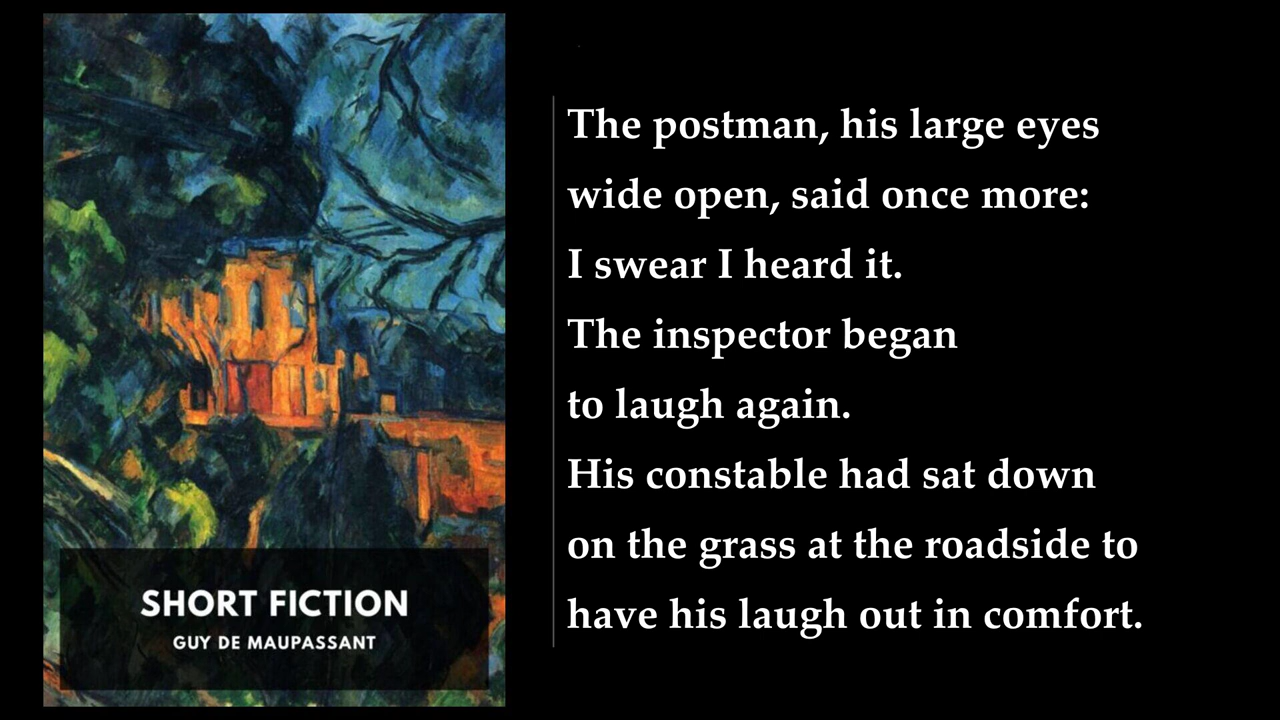 SHORT FICTION
GUY DE MAUPASSANT
The postman, his large eyes
wide open, said once more:
I swear I heard it.
The inspector began
to laugh again.
His constable had sat down
on the grass at the roadside to
have his laugh out in comfort.